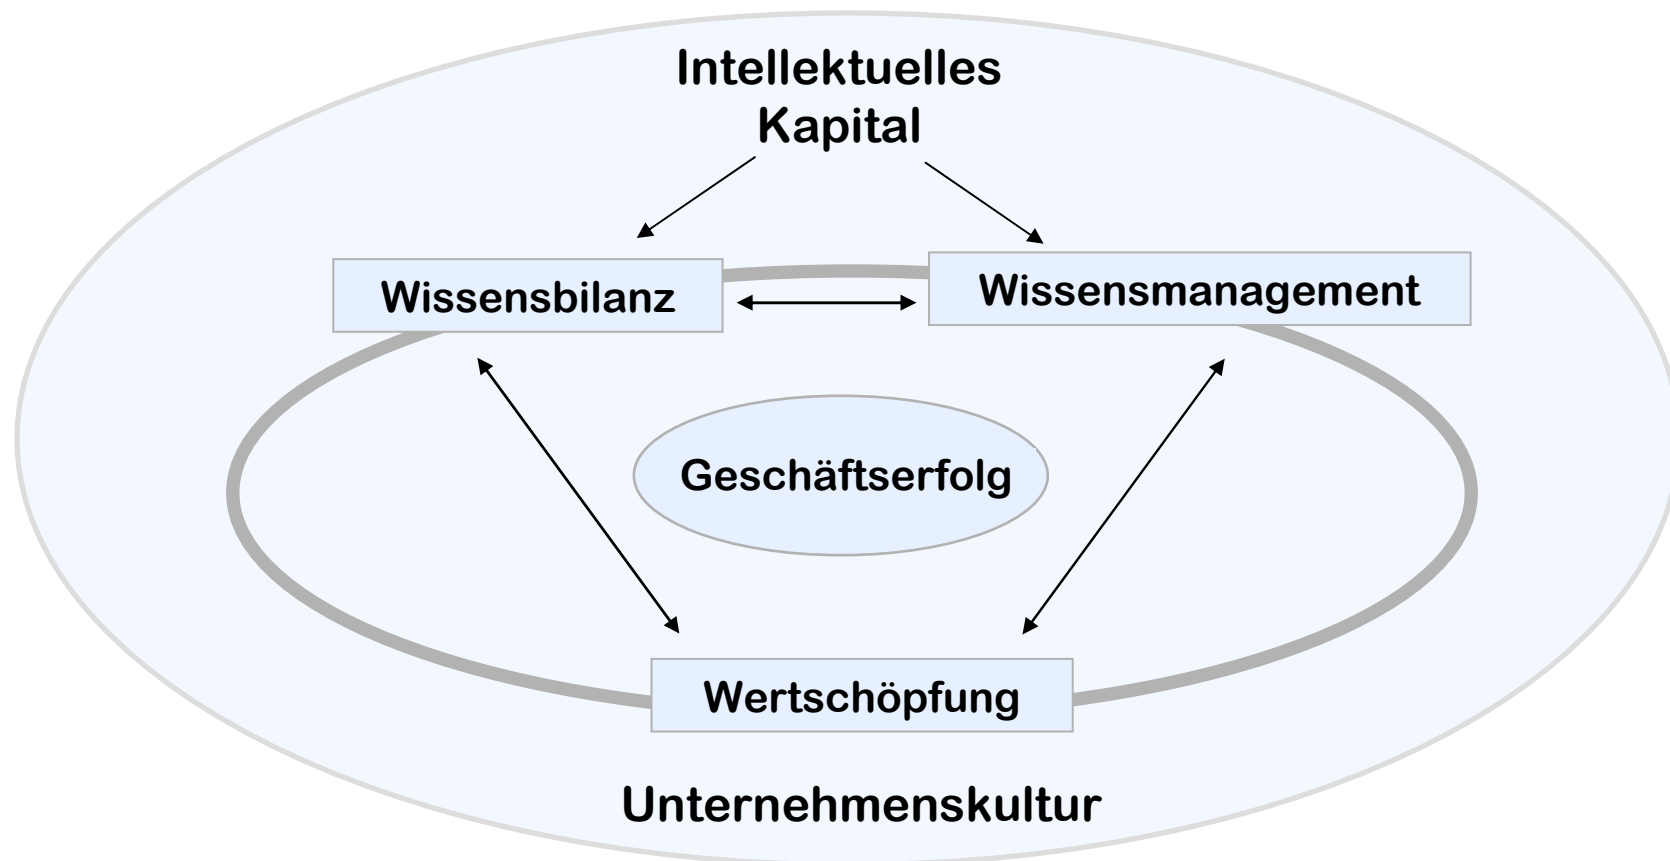 Intellektuelles
Kapital
Wissensbilanz
Wissensmanagement
Geschäftserfolg
Wertschöpfung
Unternehmenskultur